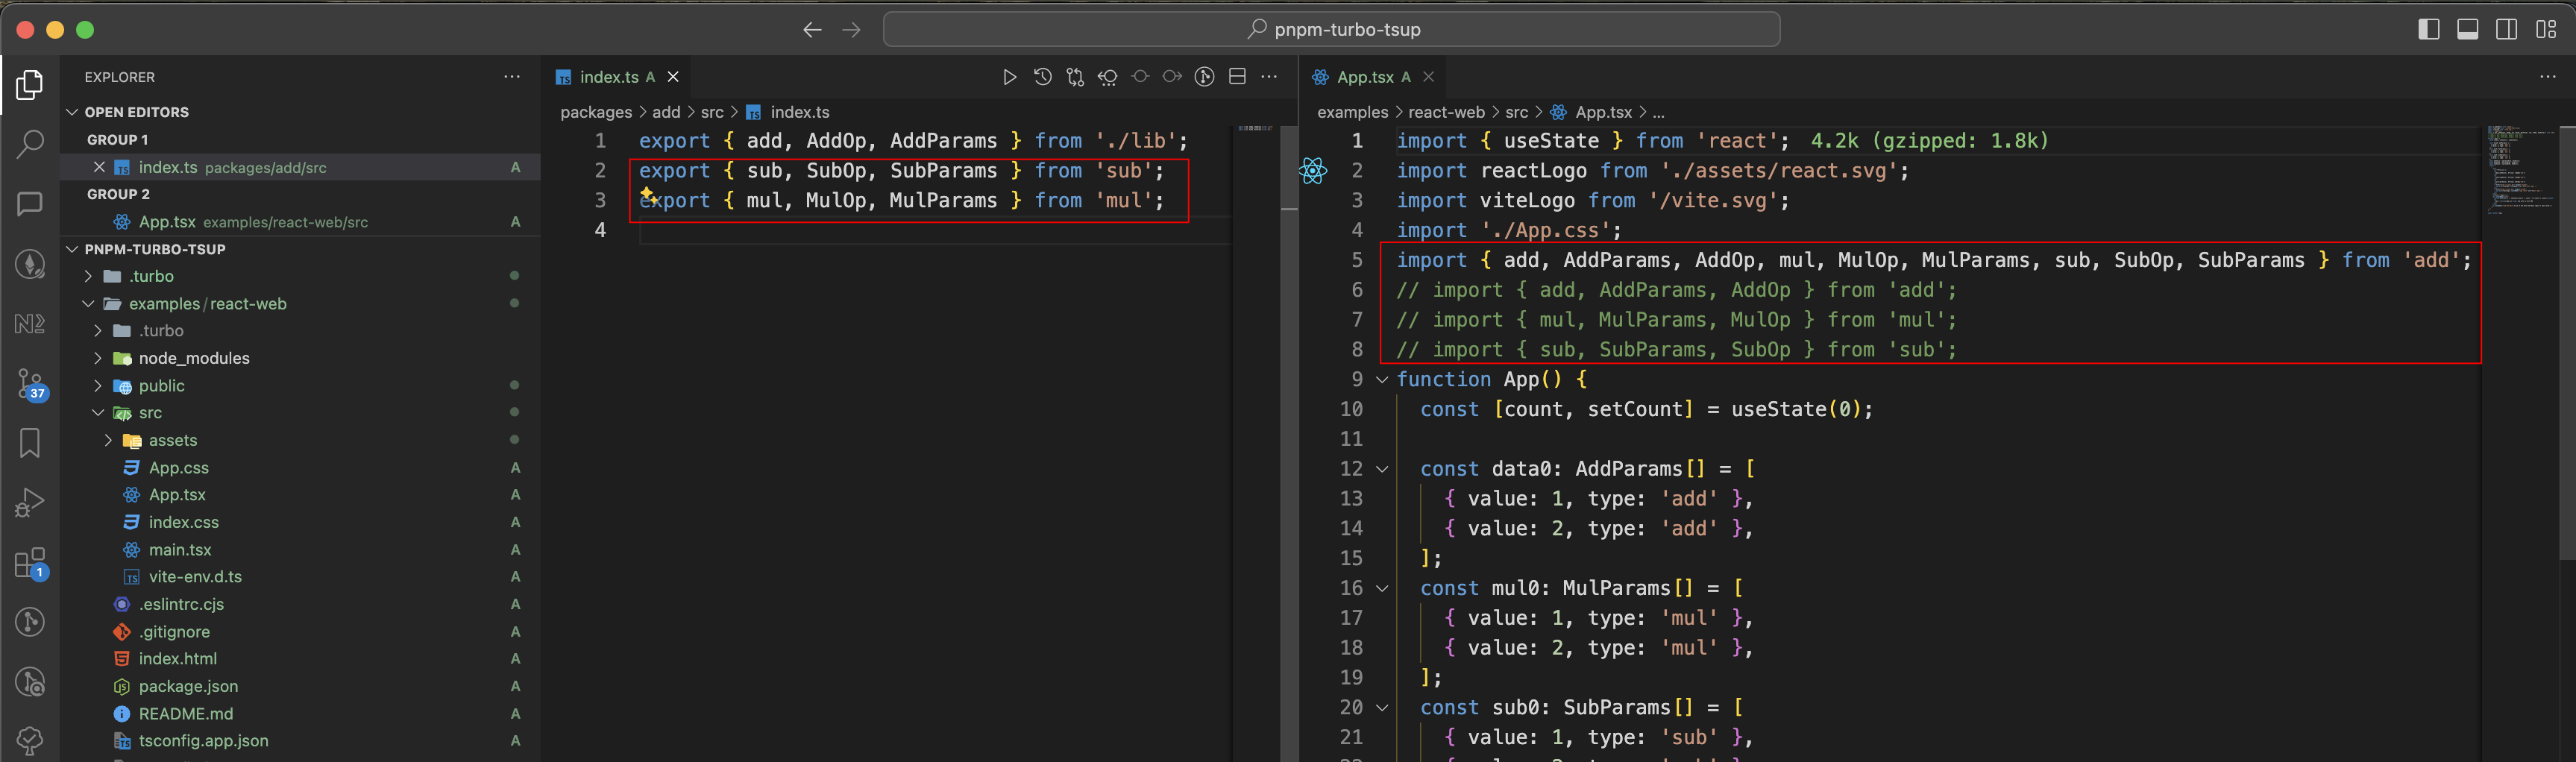 pnpm-turbo-tsup
EXPLORER
index.ts A
App.tsx A
OPEN EDITORS
GROUP 1
index.ts packages/add/src A
GROUP 2
App.tsx examples/react-web/src A
PNPM-TURBO-TSUP
.turbo
examples/react-web
.turbo
node_modules
public
src
assets
App.css A
App.tsx A
index.css A
main.tsx A
vite-env.d.ts A
.eslintrc.cjs A
.gitignore A
index.html A
package.json A
README.md A
tsconfig.app.json A
37
1
packages > add > src > index.ts
1 export { add, AddOp, AddParams } from './lib';
2 export { sub, SubOp, SubParams } from 'sub';
3 export { mul, MulOp, MulParams } from 'mul';
4
examples > react-web > src > App.tsx > ...
1 import { useState } from 'react'; 4.2k (gzipped: 1.8k)
2 import reactLogo from './assets/react.svg';
3 import viteLogo from '/vite.svg';
4 import './App.css';
5 import { add, AddParams, AddOp, mul, MulOp, MulParams, sub, SubOp, SubParams } from 'add';
6 // import { add, AddParams, AddOp } from 'add';
7 // import { mul, MulParams, MulOp } from 'mul';
8 // import { sub, SubParams, SubOp } from 'sub';
9 function App() {
10 const [count, setCount] = useState(0);
11
12 const data0: AddParams[] = [
13 { value: 1, type: 'add' },
14 { value: 2, type: 'add' },
15 ];
16 const mul0: MulParams[] = [
17 { value: 1, type: 'mul' },
18 { value: 2, type: 'mul' },
19 ];
20 const sub0: SubParams[] = [
21 { value: 1, type: 'sub' },